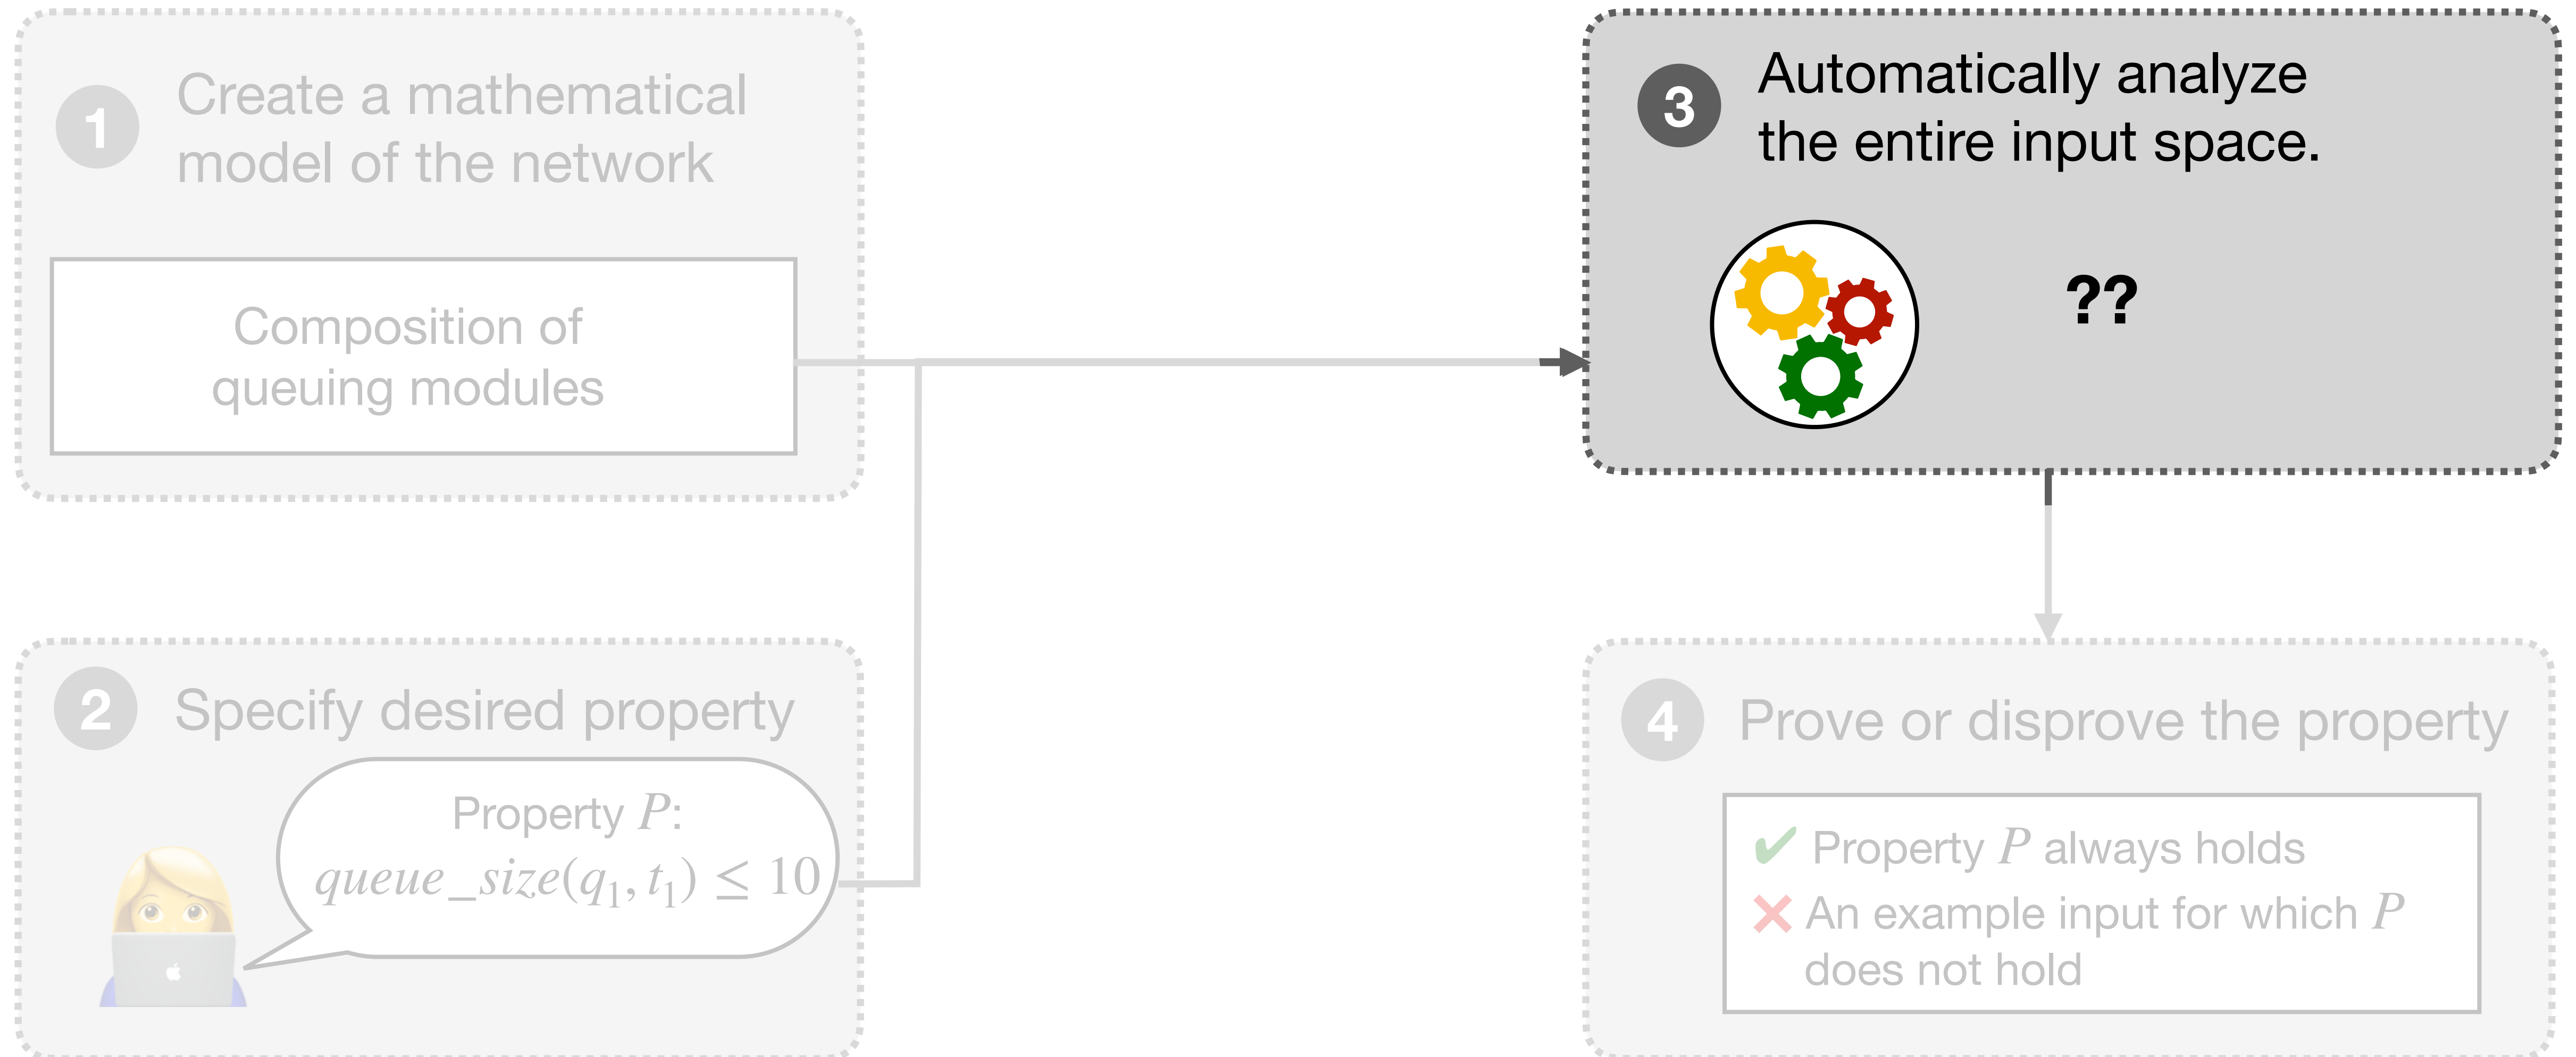 1
Create a mathematical
model of the network
Composition of
queuing modules
2
Specify desired property
Property P:
queue_size(q₁, t₁) ≤ 10
3
Automatically analyze
the entire input space.
??
4
Prove or disprove the property
✔ Property P always holds
❌ An example input for which P
does not hold